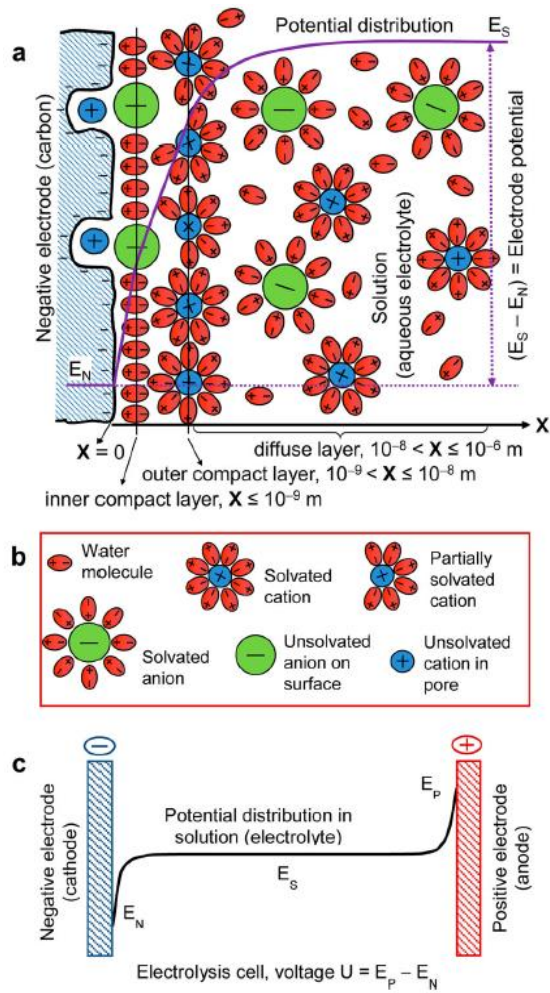 Potential distribution
E_S
a
Negative electrode (carbon)
Solution
(aqueous electrolyte)
(E_S – E_N) = Electrode potential
E_N
X
X = 0
diffuse layer, 10⁻⁸ < X ≤ 10⁻⁶ m
outer compact layer, 10⁻⁹ < X ≤ 10⁻⁸ m
inner compact layer, X ≤ 10⁻⁹ m
b
Water
molecule
Solvated
cation
Partially
solvated
cation
Solvated
anion
Unsolvated
anion on
surface
Unsolvated
cation in
pore
c
Negative electrode
(cathode)
Potential distribution in
solution (electrolyte)
E_S
E_N
E_P
Positive electrode
(anode)
Electrolysis cell, voltage U = E_P – E_N